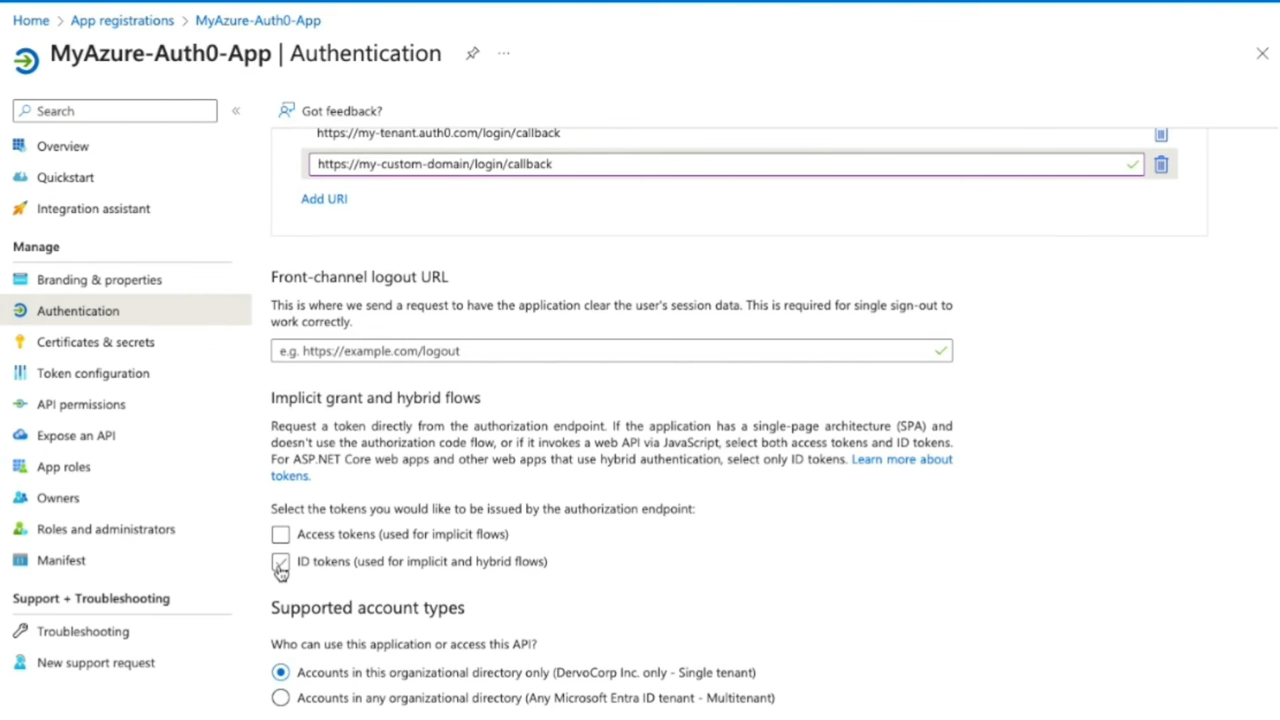 Home > App registrations > MyAzure-Auth0-App
MyAzure-Auth0-App | Authentication
Search
Got feedback?
Overview
Quickstart
Integration assistant
Manage
Branding & properties
Authentication
Certificates & secrets
Token configuration
API permissions
Expose an API
App roles
Owners
Roles and administrators
Manifest
Support + Troubleshooting
Troubleshooting
New support request
https://my-tenant.auth0.com/login/callback
https://my-custom-domain/login/callback
Add URI
Front-channel logout URL
This is where we send a request to have the application clear the user's session data. This is required for single sign-out to
work correctly.
e.g. https://example.com/logout
Implicit grant and hybrid flows
Request a token directly from the authorization endpoint. If the application has a single-page architecture (SPA) and
doesn't use the authorization code flow, or if it invokes a web API via JavaScript, select both access tokens and ID tokens.
For ASP.NET Core web apps and other web apps that use hybrid authentication, select only ID tokens. Learn more about
tokens.
Select the tokens you would like to be issued by the authorization endpoint:
Access tokens (used for implicit flows)
ID tokens (used for implicit and hybrid flows)
Supported account types
Who can use this application or access this API?
Accounts in this organizational directory only (DervoCorp Inc. only - Single tenant)
Accounts in any organizational directory (Any Microsoft Entra ID tenant - Multitenant)